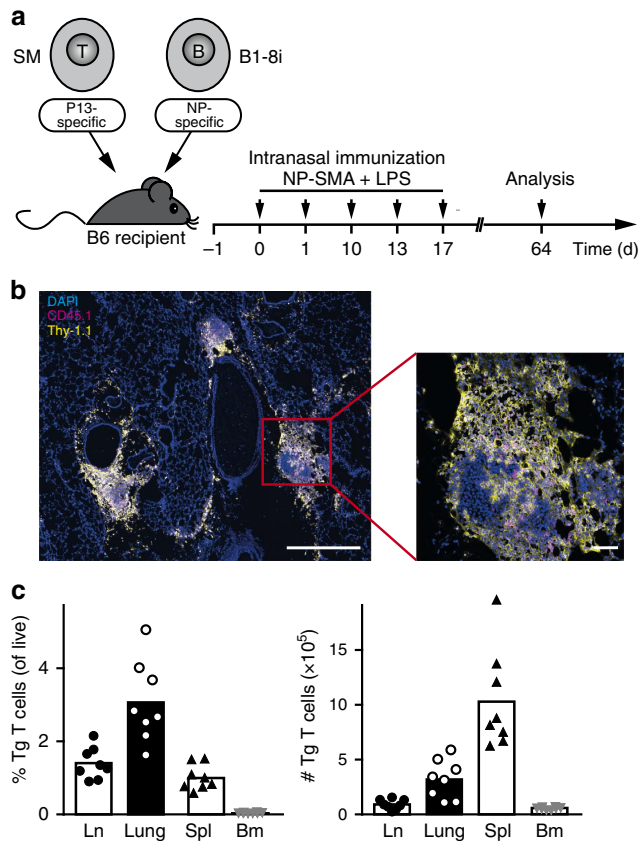 a
SM
T
B
B1-8i
P13-
specific
NP-
specific
B6 recipient
Intranasal immunization
NP-SMA + LPS
Analysis
–1
0
1
10
13
17
64
Time (d)
b
DAPI
CD45.1
Thy-1.1
c
% Tg T cells (of live)
4
2
0
Ln
Lung
Spl
Bm
# Tg T cells (×10⁵)
15
10
5
0
Ln
Lung
Spl
Bm